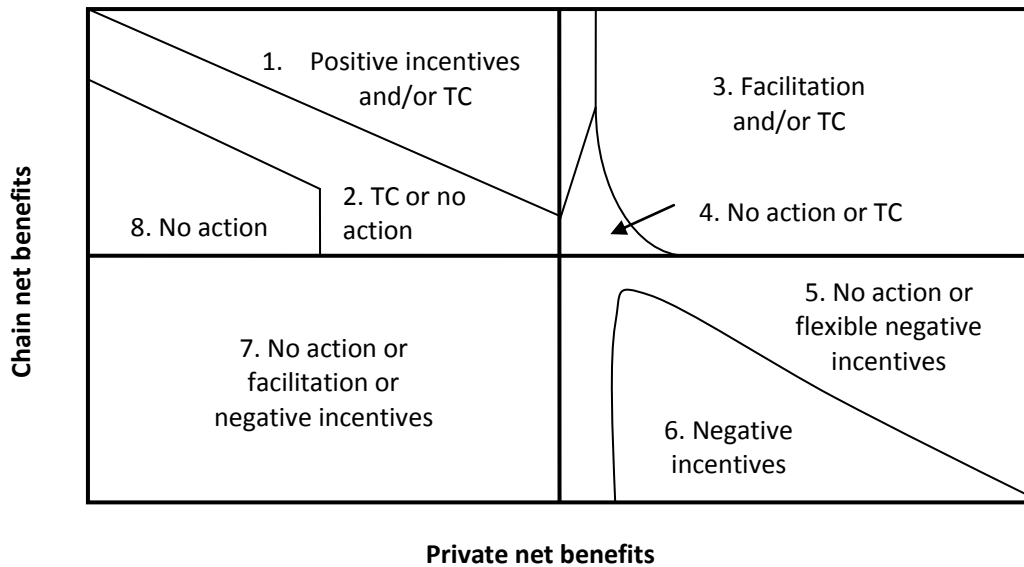 1. Positive incentives
and/or TC
3. Facilitation
and/or TC
2. TC or no
action
4. No action or TC
8. No action
5. No action or
flexible negative
incentives
7. No action or
facilitation or
negative incentives
6. Negative
incentives
Chain net benefits
Private net benefits